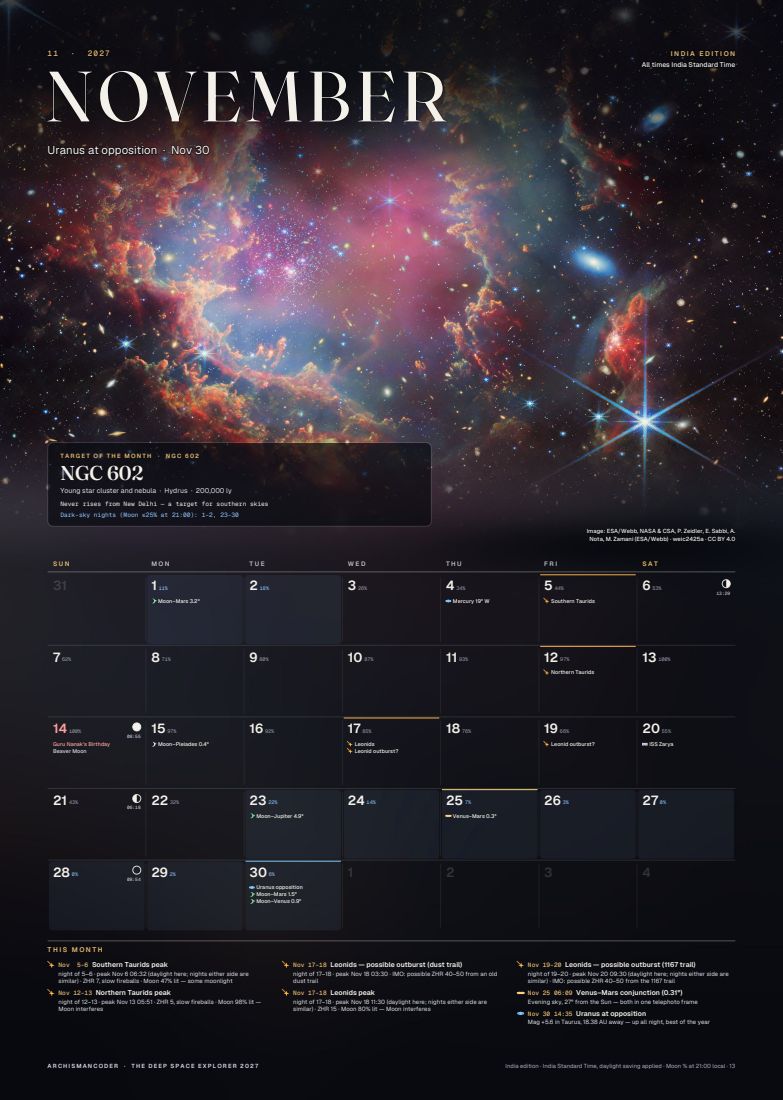 11 · 2027
INDIA EDITION
All times India Standard Time
NOVEMBER
Uranus at opposition · Nov 30
TARGET OF THE MONTH · NGC 602
NGC 602
Young star cluster and nebula · Hydrus · 200,000 ly
Never rises from New Delhi — a target for southern skies
Dark-sky nights (Moon ≤25% at 21:00): 1–2, 23–30
Image: ESA/Webb, NASA & CSA, P. Zeidler, E. Sabbi, A.
Nota, M. Zamani (ESA/Webb) · weic2425a · CC BY 4.0
SUN MON TUE WED THU FRI SAT
31 1 11% 2 18% 3 26% 4 34% 5 44% 6 53%
13:29
Moon–Mars 3.2° Mercury 19° W Southern Taurids
7 62% 8 71% 9 80% 10 87% 11 93% 12 97% 13 100%
Northern Taurids
14 100% 15 97% 16 92% 17 85% 18 76% 19 66% 20 55%
08:55
Guru Nanak's Birthday Moon–Pleiades 0.4° Leonids Leonid outburst? ISS Zarya
Beaver Moon Leonid outburst?
21 43% 22 32% 23 22% 24 14% 25 7% 26 3% 27 0%
06:18
Moon–Jupiter 4.9° Venus–Mars 0.3°
28 0% 29 2% 30 6% 1 2 3 4
08:54
Uranus opposition
Moon–Mars 1.5°
Moon–Venus 0.9°
THIS MONTH
Nov 5–6 Southern Taurids peak
night of 5–6 · peak Nov 6 06:32 (daylight here; nights either side are
similar) · ZHR 7, slow fireballs · Moon 47% lit — some moonlight
Nov 12–13 Northern Taurids peak
night of 12–13 · peak Nov 13 05:51 · ZHR 5, slow fireballs · Moon 98% lit —
Moon interferes
Nov 17–18 Leonids — possible outburst (dust trail)
night of 17–18 · peak Nov 18 03:30 · IMO: possible ZHR 40–50 from an old
dust trail
Nov 17–18 Leonids peak
night of 17–18 · peak Nov 18 11:30 (daylight here; nights either side are
similar) · ZHR 15 · Moon 80% lit — Moon interferes
Nov 19–20 Leonids — possible outburst (1167 trail)
night of 19–20 · peak Nov 20 09:30 (daylight here; nights either side are
similar) · IMO: possible ZHR 40–50 from the 1167 trail
Nov 25 06:09 Venus–Mars conjunction (0.31°)
Evening sky, 27° from the Sun — both in one telephoto frame
Nov 30 14:35 Uranus at opposition
Mag +5.6 in Taurus, 18.38 AU away — up all night, best of the year
ARCHISMANCODER · THE DEEP SPACE EXPLORER 2027
India edition · India Standard Time, daylight saving applied · Moon % at 21:00 local · 13